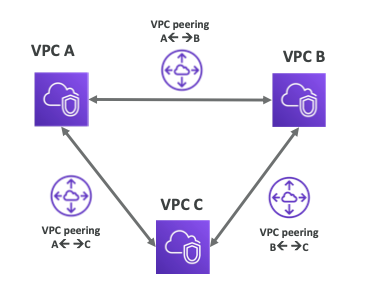 VPC peering
A← →B
VPC A
VPC B
VPC C
VPC peering
A← →C
VPC peering
B← →C